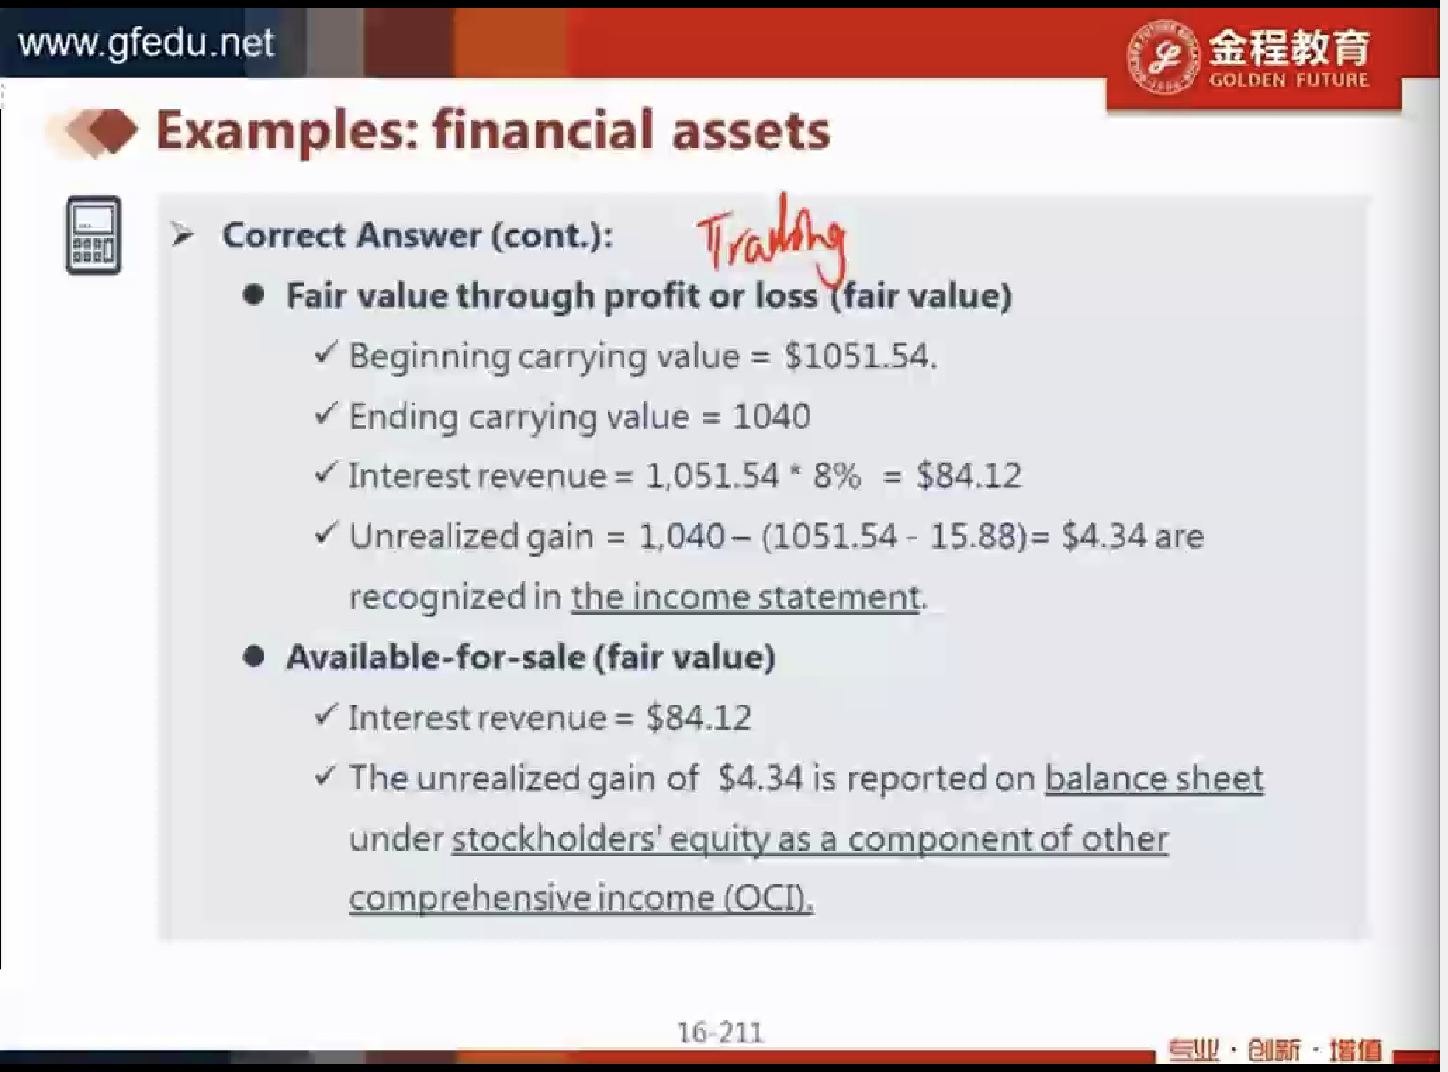 www.gfedu.net
金程教育
GOLDEN FUTURE
Examples: financial assets
➢ Correct Answer (cont.):
Trading
● Fair value through profit or loss (fair value)
✓ Beginning carrying value = $1051.54.
✓ Ending carrying value = 1040
✓ Interest revenue = 1,051.54 * 8% = $84.12
✓ Unrealized gain = 1,040 – (1051.54 - 15.88)= $4.34 are
recognized in the income statement.
● Available-for-sale (fair value)
✓ Interest revenue = $84.12
✓ The unrealized gain of $4.34 is reported on balance sheet
under stockholders' equity as a component of other
comprehensive income (OCI).
16-211
专业 · 创新 · 增值